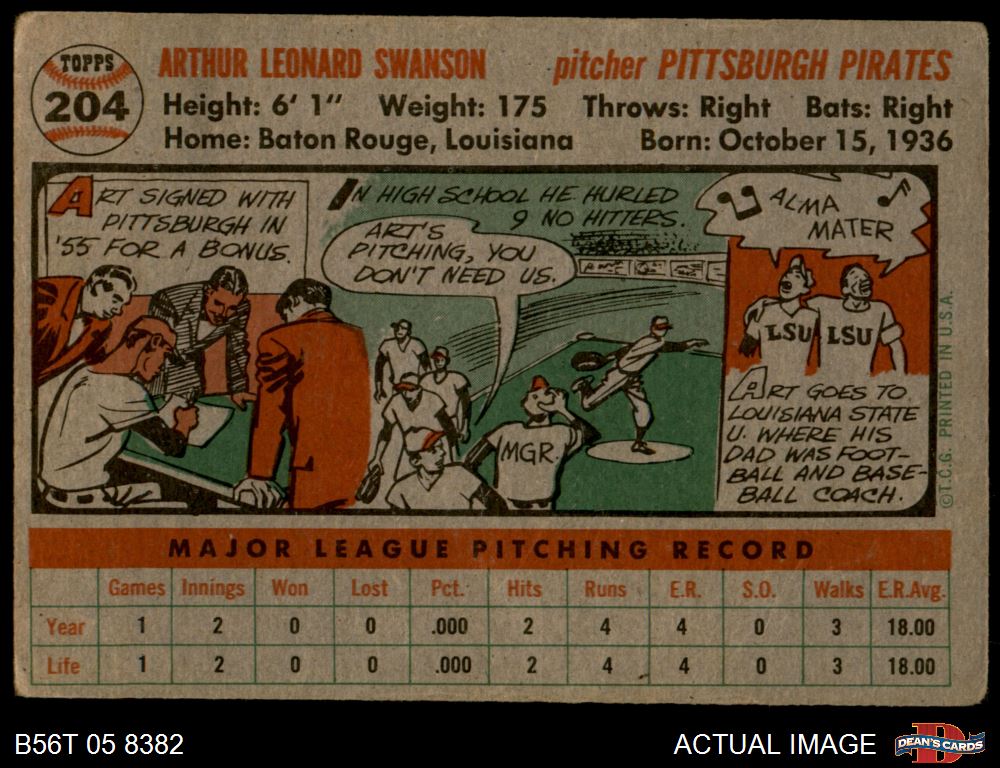 TOPPS
204
ARTHUR LEONARD SWANSON pitcher PITTSBURGH PIRATES
Height: 6' 1" Weight: 175 Throws: Right Bats: Right
Home: Baton Rouge, Louisiana Born: October 15, 1936
ART SIGNED WITH
PITTSBURGH IN
'55 FOR A BONUS.
IN HIGH SCHOOL HE HURLED
9 NO HITTERS.
ART'S
PITCHING, YOU
DON'T NEED US.
MGR.
ALMA
MATER
LSU LSU
ART GOES TO
LOUISIANA STATE
U. WHERE HIS
DAD WAS FOOT-
BALL AND BASE-
BALL COACH.
©T.C.G. PRINTED IN U.S.A.
MAJOR LEAGUE PITCHING RECORD
Games Innings Won Lost Pct. Hits Runs E.R. S.O. Walks E.R.Avg.
Year 1 2 0 0 .000 2 4 4 0 3 18.00
Life 1 2 0 0 .000 2 4 4 0 3 18.00
B56T 05 8382 ACTUAL IMAGE
D
DEAN'S CARDS